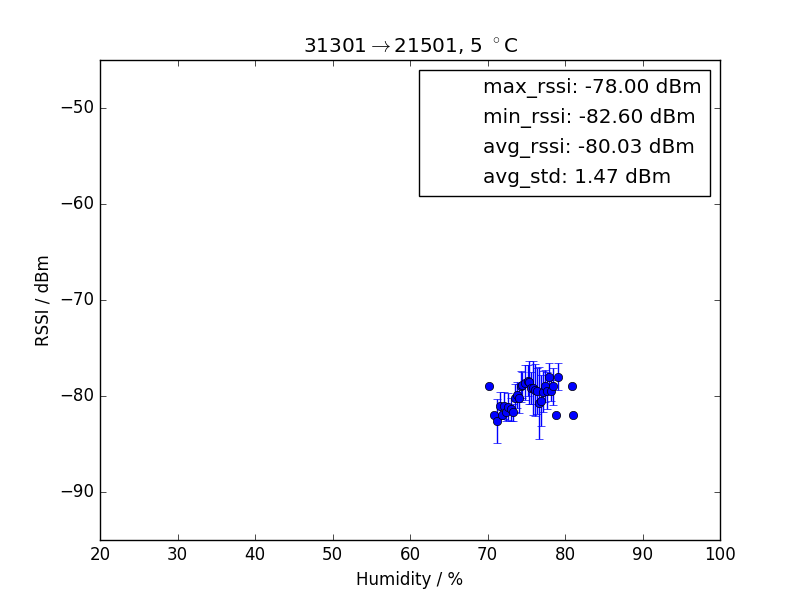 31301→21501, 5 °C
max_rssi: -78.00 dBm
min_rssi: -82.60 dBm
avg_rssi: -80.03 dBm
avg_std: 1.47 dBm
RSSI / dBm
−50
−60
−70
−80
−90
20 30 40 50 60 70 80 90 100
Humidity / %